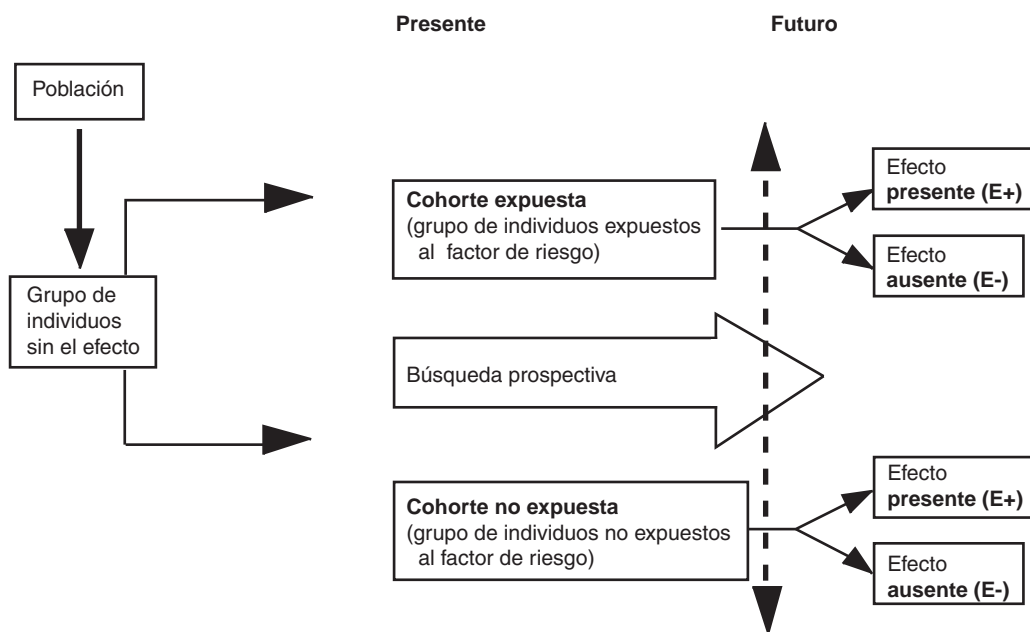 Presente
Futuro
Población
Grupo de
individuos
sin el efecto
Cohorte expuesta
(grupo de individuos expuestos
al factor de riesgo)
Efecto
presente (E+)
Efecto
ausente (E-)
Búsqueda prospectiva
Cohorte no expuesta
(grupo de individuos no expuestos
al factor de riesgo)
Efecto
presente (E+)
Efecto
ausente (E-)